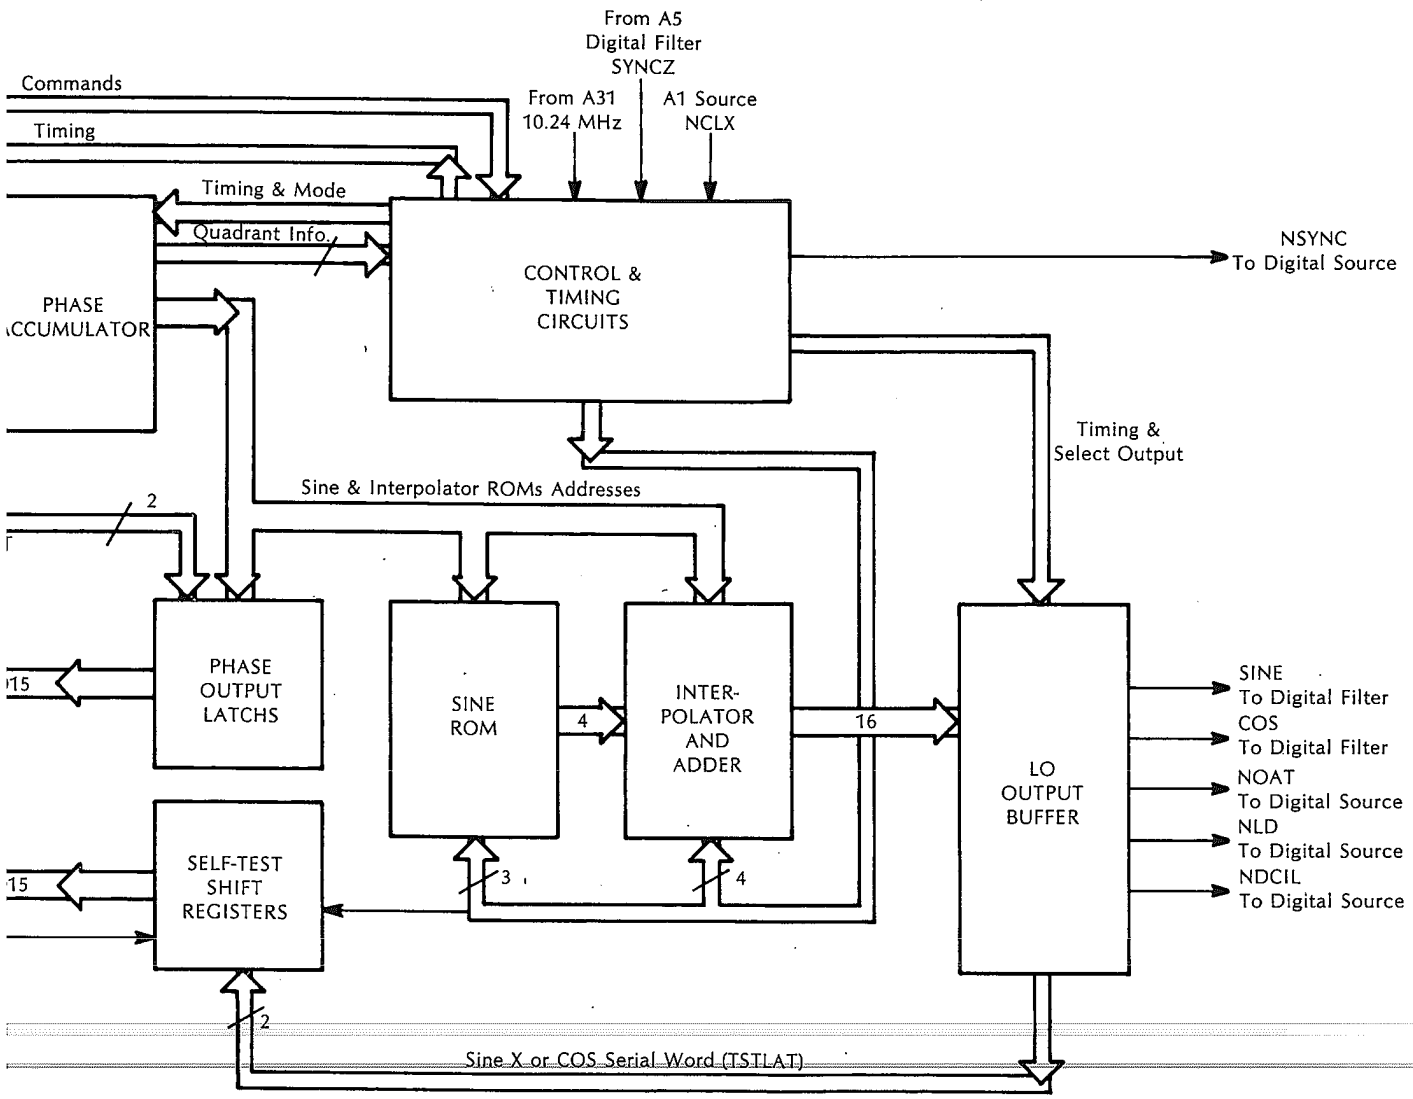 From A5
Digital Filter
SYNCZ
Commands
From A31
10.24 MHz
A1 Source
NCLX
Timing
Timing & Mode
Quadrant Info.
NSYNC
To Digital Source
CONTROL &
TIMING
CIRCUITS
PHASE
ACCUMULATOR
Timing &
Select Output
Sine & Interpolator ROMs Addresses
2
T
PHASE
OUTPUT
LATCHS
15
SINE
ROM
4
INTER-
POLATOR
AND
ADDER
16
LO
OUTPUT
BUFFER
SINE
To Digital Filter
COS
To Digital Filter
NOAT
To Digital Source
NLD
To Digital Source
NDCIL
To Digital Source
SELF-TEST
SHIFT
REGISTERS
15
3
4
2
Sine X or COS Serial Word (TSTLAT)